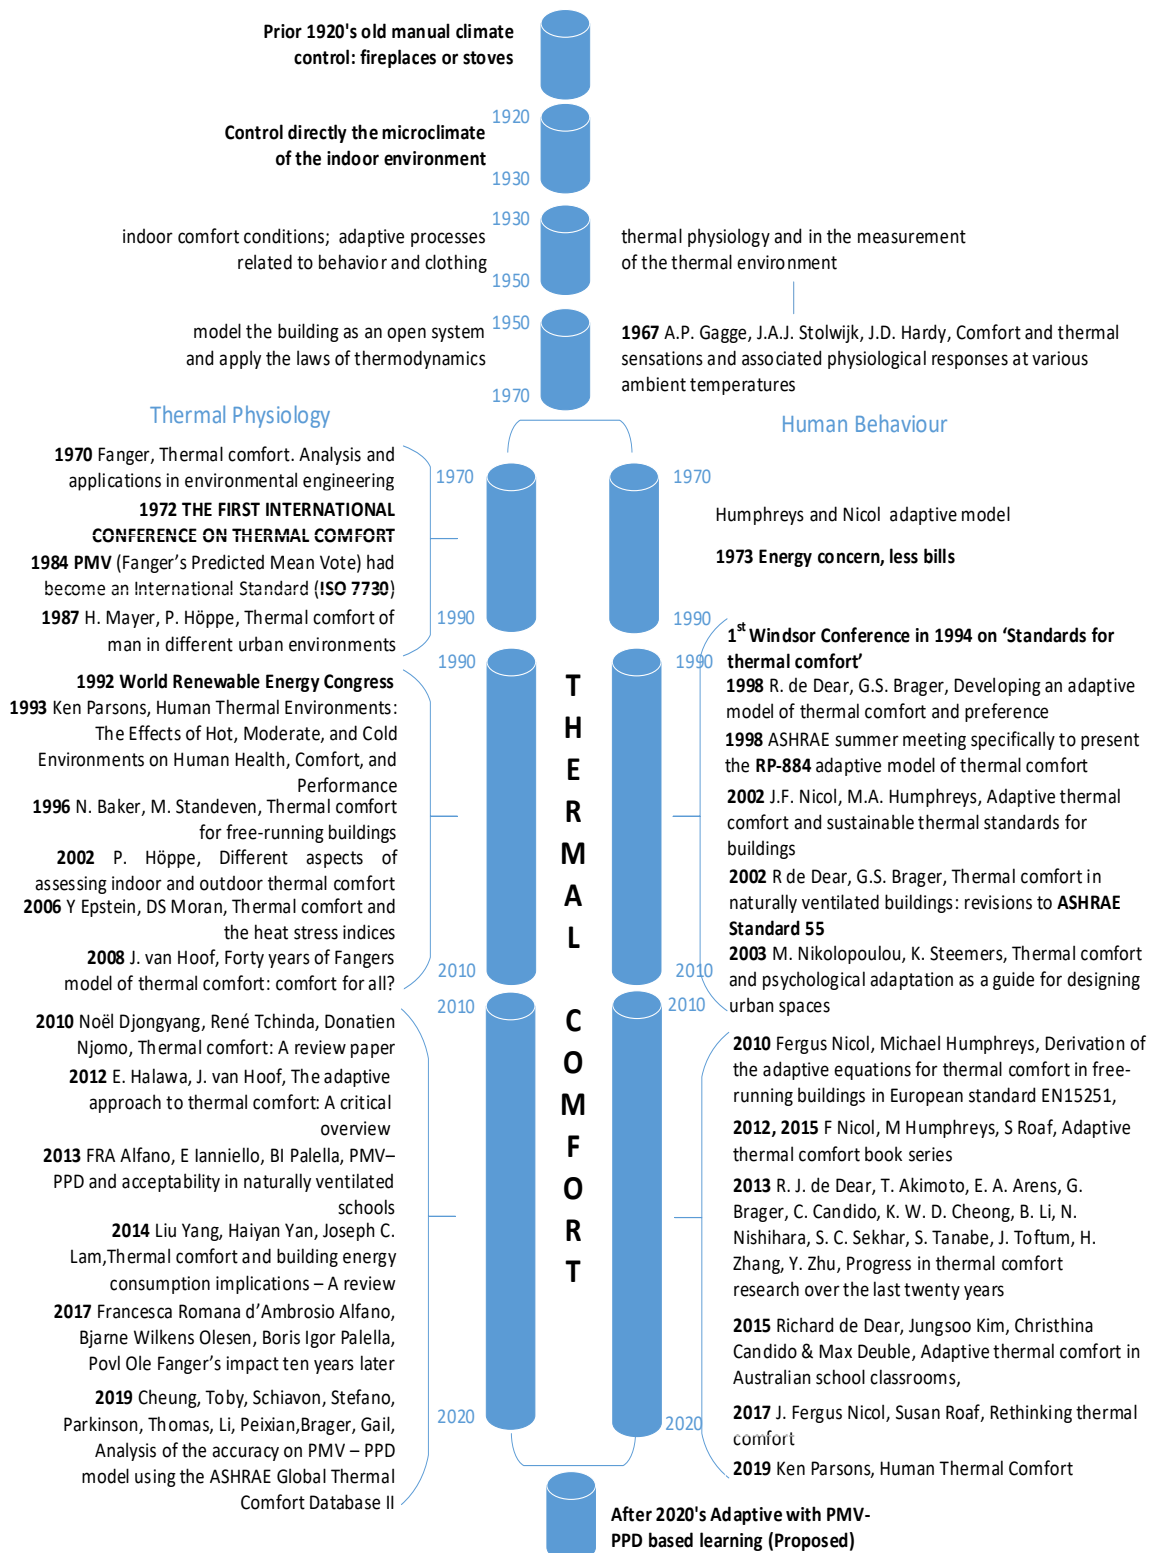 Prior 1920's old manual climate
control: fireplaces or stoves
1920
Control directly the microclimate
of the indoor environment
1930
1930
indoor comfort conditions; adaptive processes
related to behavior and clothing
1950
thermal physiology and in the measurement
of the thermal environment
1950
model the building as an open system
and apply the laws of thermodynamics
1970
1967 A.P. Gagge, J.A.J. Stolwijk, J.D. Hardy, Comfort and thermal
sensations and associated physiological responses at various
ambient temperatures
Thermal Physiology
Human Behaviour
1970 Fanger, Thermal comfort. Analysis and
applications in environmental engineering
1972 THE FIRST INTERNATIONAL
CONFERENCE ON THERMAL COMFORT
1984 PMV (Fanger's Predicted Mean Vote) had
become an International Standard (ISO 7730)
1987 H. Mayer, P. Höppe, Thermal comfort of
man in different urban environments
1970
1990
1970
1990
Humphreys and Nicol adaptive model
1973 Energy concern, less bills
1990
1992 World Renewable Energy Congress
1993 Ken Parsons, Human Thermal Environments:
The Effects of Hot, Moderate, and Cold
Environments on Human Health, Comfort, and
Performance
1996 N. Baker, M. Standeven, Thermal comfort
for free-running buildings
2002 P. Höppe, Different aspects of
assessing indoor and outdoor thermal comfort
2006 Y Epstein, DS Moran, Thermal comfort and
the heat stress indices
2008 J. van Hoof, Forty years of Fangers
model of thermal comfort: comfort for all?
2010
THERMAL COMFORT
1990
1st Windsor Conference in 1994 on ‘Standards for
thermal comfort’
1998 R. de Dear, G.S. Brager, Developing an adaptive
model of thermal comfort and preference
1998 ASHRAE summer meeting specifically to present
the RP-884 adaptive model of thermal comfort
2002 J.F. Nicol, M.A. Humphreys, Adaptive thermal
comfort and sustainable thermal standards for
buildings
2002 R de Dear, G.S. Brager, Thermal comfort in
naturally ventilated buildings: revisions to ASHRAE
Standard 55
2003 M. Nikolopoulou, K. Steemers, Thermal comfort
and psychological adaptation as a guide for designing
urban spaces
2010
2010
2010 Noël Djongyang, René Tchinda, Donatien
Njomo, Thermal comfort: A review paper
2012 E. Halawa, J. van Hoof, The adaptive
approach to thermal comfort: A critical
overview
2013 FRA Alfano, E Ianniello, BI Palella, PMV–
PPD and acceptability in naturally ventilated
schools
2014 Liu Yang, Haiyan Yan, Joseph C.
Lam,Thermal comfort and building energy
consumption implications – A review
2017 Francesca Romana d’Ambrosio Alfano,
Bjarne Wilkens Olesen, Boris Igor Palella,
Povl Ole Fanger’s impact ten years later
2019 Cheung, Toby, Schiavon, Stefano,
Parkinson, Thomas, Li, Peixian,Brager, Gail,
Analysis of the accuracy on PMV – PPD
model using the ASHRAE Global Thermal
Comfort Database II
2020
2010
2010 Fergus Nicol, Michael Humphreys, Derivation of
the adaptive equations for thermal comfort in free-
running buildings in European standard EN15251,
2012, 2015 F Nicol, M Humphreys, S Roaf, Adaptive
thermal comfort book series
2013 R. J. de Dear, T. Akimoto, E. A. Arens, G.
Brager, C. Candido, K. W. D. Cheong, B. Li, N.
Nishihara, S. C. Sekhar, S. Tanabe, J. Toftum, H.
Zhang, Y. Zhu, Progress in thermal comfort
research over the last twenty years
2015 Richard de Dear, Jungsoo Kim, Christhina
Candido & Max Deuble, Adaptive thermal comfort in
Australian school classrooms,
2017 J. Fergus Nicol, Susan Roaf, Rethinking thermal
comfort
2019 Ken Parsons, Human Thermal Comfort
2020
After 2020's Adaptive with PMV-
PPD based learning (Proposed)